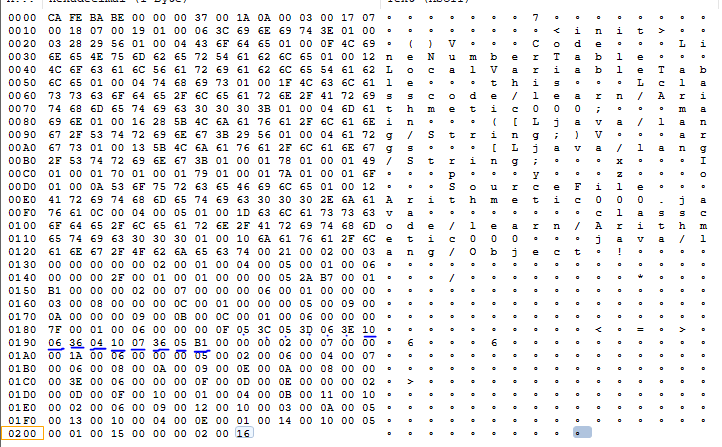 Hexadecimal (1 Byte) Text (ASCII)
0000 CA FE BA BE 00 00 00 37 00 1A 0A 00 03 00 17 07 ° ° ° ° ° ° ° 7 ° ° ° ° ° ° ° °
0010 00 18 07 00 19 01 00 06 3C 69 6E 69 74 3E 01 00 ° ° ° ° ° ° ° ° < i n i t > ° °
0020 03 28 29 56 01 00 04 43 6F 64 65 01 00 0F 4C 69 ° ( ) V ° ° ° C o d e ° ° ° L i
0030 6E 65 4E 75 6D 62 65 72 54 61 62 6C 65 01 00 12 n e N u m b e r T a b l e ° ° °
0040 4C 6F 63 61 6C 56 61 72 69 61 62 6C 65 54 61 62 L o c a l V a r i a b l e T a b
0050 6C 65 01 00 04 74 68 69 73 01 00 1F 4C 63 6C 61 l e ° ° ° t h i s ° ° ° L c l a
0060 73 73 63 6F 64 65 2F 6C 65 61 72 6E 2F 41 72 69 s s c o d e / l e a r n / A r i
0070 74 68 6D 65 74 69 63 30 30 30 3B 01 00 04 6D 61 t h m e t i c 0 0 0 ; ° ° ° m a
0080 69 6E 01 00 16 28 5B 4C 6A 61 76 61 2F 6C 61 6E i n ° ° ° ( [ L j a v a / l a n
0090 67 2F 53 74 72 69 6E 67 3B 29 56 01 00 04 61 72 g / S t r i n g ; ) V ° ° ° a r
00A0 67 73 01 00 13 5B 4C 6A 61 76 61 2F 6C 61 6E 67 g s ° ° ° [ L j a v a / l a n g
00B0 2F 53 74 72 69 6E 67 3B 01 00 01 78 01 00 01 49 / S t r i n g ; ° ° ° x ° ° ° I
00C0 01 00 01 70 01 00 01 79 01 00 01 7A 01 00 01 6F ° ° ° p ° ° ° y ° ° ° z ° ° ° o
00D0 01 00 0A 53 6F 75 72 63 65 46 69 6C 65 01 00 12 ° ° ° S o u r c e F i l e ° ° °
00E0 41 72 69 74 68 6D 65 74 69 63 30 30 30 2E 6A 61 A r i t h m e t i c 0 0 0 . j a
00F0 76 61 0C 00 04 00 05 01 00 1D 63 6C 61 73 73 63 v a ° ° ° ° ° ° ° ° c l a s s c
0100 6F 64 65 2F 6C 65 61 72 6E 2F 41 72 69 74 68 6D o d e / l e a r n / A r i t h m
0110 65 74 69 63 30 30 30 01 00 10 6A 61 76 61 2F 6C e t i c 0 0 0 ° ° ° j a v a / l
0120 61 6E 67 2F 4F 62 6A 65 63 74 00 21 00 02 00 03 a n g / O b j e c t ° ! ° ° ° °
0130 00 00 00 00 00 02 00 01 00 04 00 05 00 01 00 06 ° ° ° ° ° ° ° ° ° ° ° ° ° ° ° °
0140 00 00 00 2F 00 01 00 01 00 00 00 05 2A B7 00 01 ° ° ° / ° ° ° ° ° ° ° ° * ° ° °
0150 B1 00 00 00 02 00 07 00 00 00 06 00 01 00 00 00 ° ° ° ° ° ° ° ° ° ° ° ° ° ° ° °
0160 03 00 08 00 00 00 0C 00 01 00 00 00 05 00 09 00 ° ° ° ° ° ° ° ° ° ° ° ° ° ° ° °
0170 0A 00 00 00 09 00 0B 00 0C 00 01 00 06 00 00 00 ° ° ° ° ° ° ° ° ° ° ° ° ° ° ° °
0180 7F 00 01 00 06 00 00 00 0F 05 3C 05 3D 06 3E 10 ° ° ° ° ° ° ° ° ° ° < ° = ° > °
0190 06 36 04 10 07 36 05 B1 00 00 00 02 00 07 00 00 ° 6 ° ° ° 6 ° ° ° ° ° ° ° ° ° °
01A0 00 1A 00 06 00 00 00 05 00 02 00 06 00 04 00 07 ° ° ° ° ° ° ° ° ° ° ° ° ° ° ° °
01B0 00 06 00 08 00 0A 00 09 00 0E 00 0A 00 08 00 00 ° ° ° ° ° ° ° ° ° ° ° ° ° ° ° °
01C0 00 3E 00 06 00 00 00 0F 00 0D 00 0E 00 00 00 02 ° > ° ° ° ° ° ° ° ° ° ° ° ° ° °
01D0 00 0D 00 0F 00 10 00 01 00 04 00 0B 00 11 00 10 ° ° ° ° ° ° ° ° ° ° ° ° ° ° ° °
01E0 00 02 00 06 00 09 00 12 00 10 00 03 00 0A 00 05 ° ° ° ° ° ° ° ° ° ° ° ° ° ° ° °
01F0 00 13 00 10 00 04 00 0E 00 01 00 14 00 10 00 05 ° ° ° ° ° ° ° ° ° ° ° ° ° ° ° °
0200 00 01 00 15 00 00 00 02 00 16 ° ° ° ° ° ° ° ° ° °